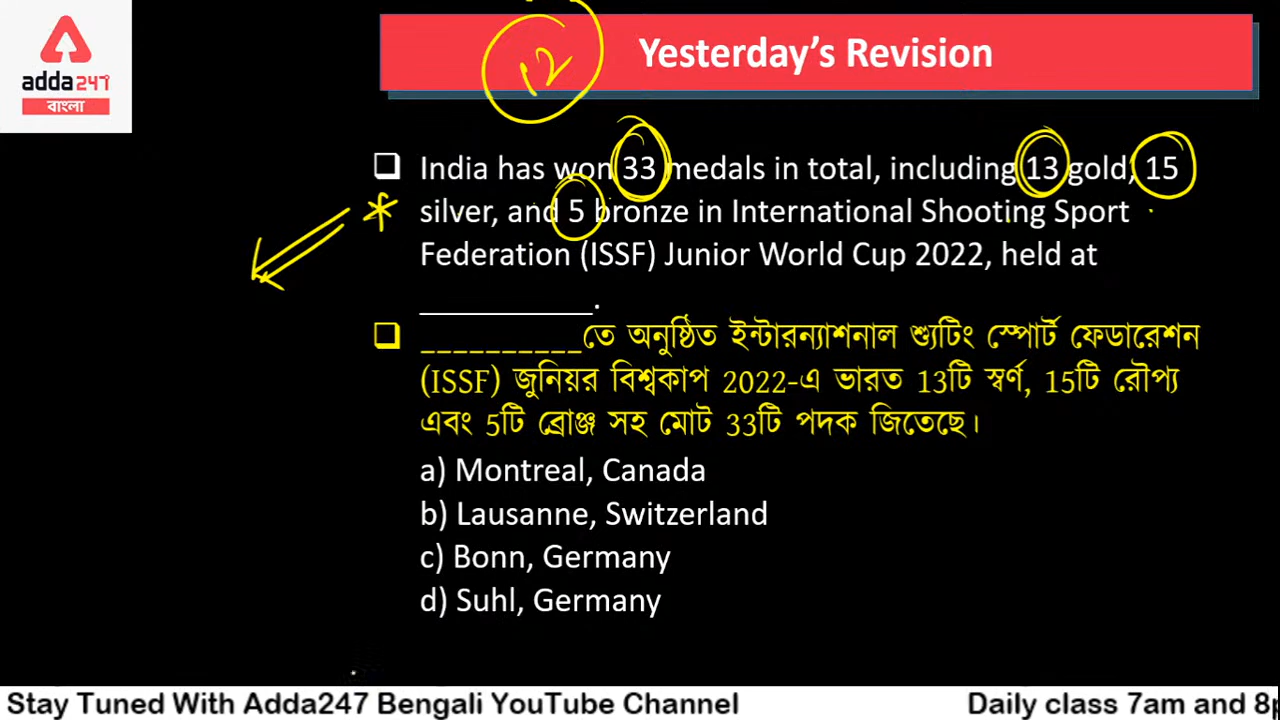 adda247
বাংলা
12
Yesterday's Revision
India has won 33 medals in total, including 13 gold, 15
silver, and 5 bronze in International Shooting Sport
Federation (ISSF) Junior World Cup 2022, held at
__________.
__________তে অনুষ্ঠিত ইন্টারন্যাশনাল শ্যুটিং স্পোর্ট ফেডারেশন
(ISSF) জুনিয়র বিশ্বকাপ 2022-এ ভারত 13টি স্বর্ণ, 15টি রৌপ্য
এবং 5টি ব্রোঞ্জ সহ মোট 33টি পদক জিতেছে।
a) Montreal, Canada
b) Lausanne, Switzerland
c) Bonn, Germany
d) Suhl, Germany
Stay Tuned With Adda247 Bengali YouTube Channel
Daily class 7am and 8p